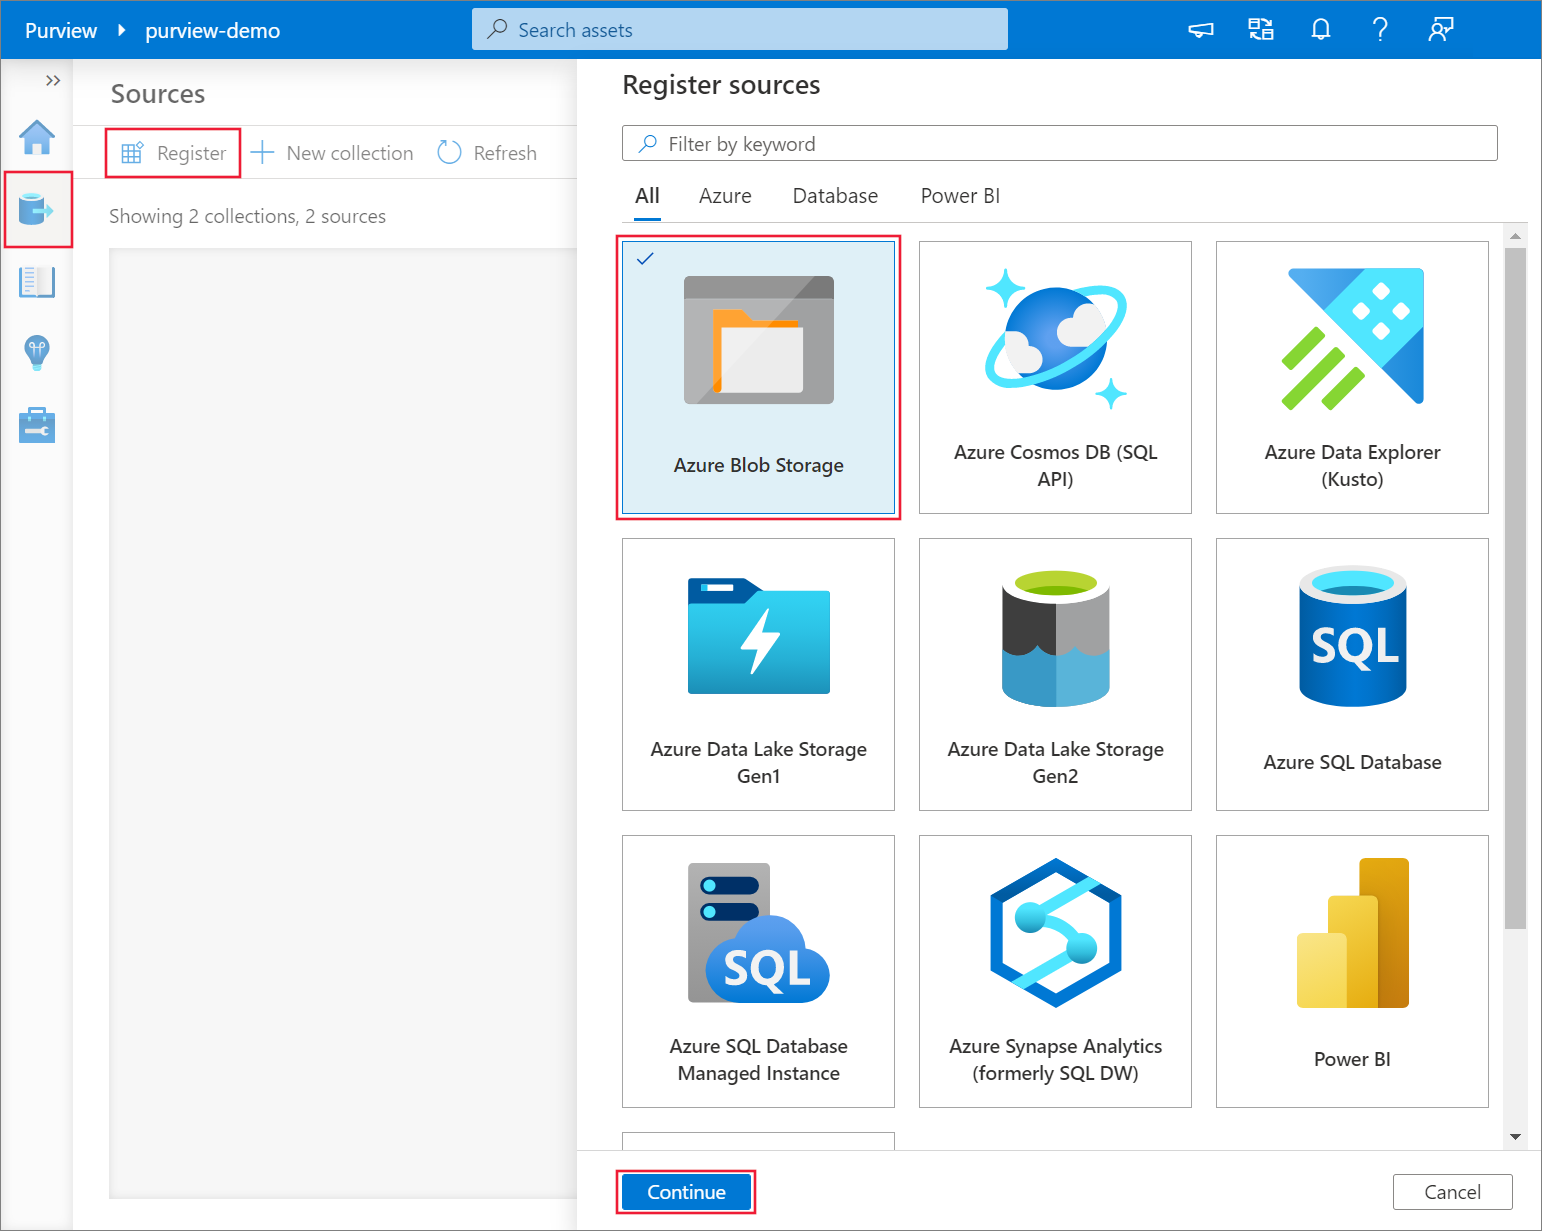 Purview purview-demo
Search assets
Sources
Register New collection Refresh
Showing 2 collections, 2 sources
Register sources
Filter by keyword
All Azure Database Power BI
Azure Blob Storage
Azure Cosmos DB (SQL
API)
Azure Data Explorer
(Kusto)
Azure Data Lake Storage
Gen1
Azure Data Lake Storage
Gen2
SQL
Azure SQL Database
SQL
Azure SQL Database
Managed Instance
Azure Synapse Analytics
(formerly SQL DW)
Power BI
Continue
Cancel